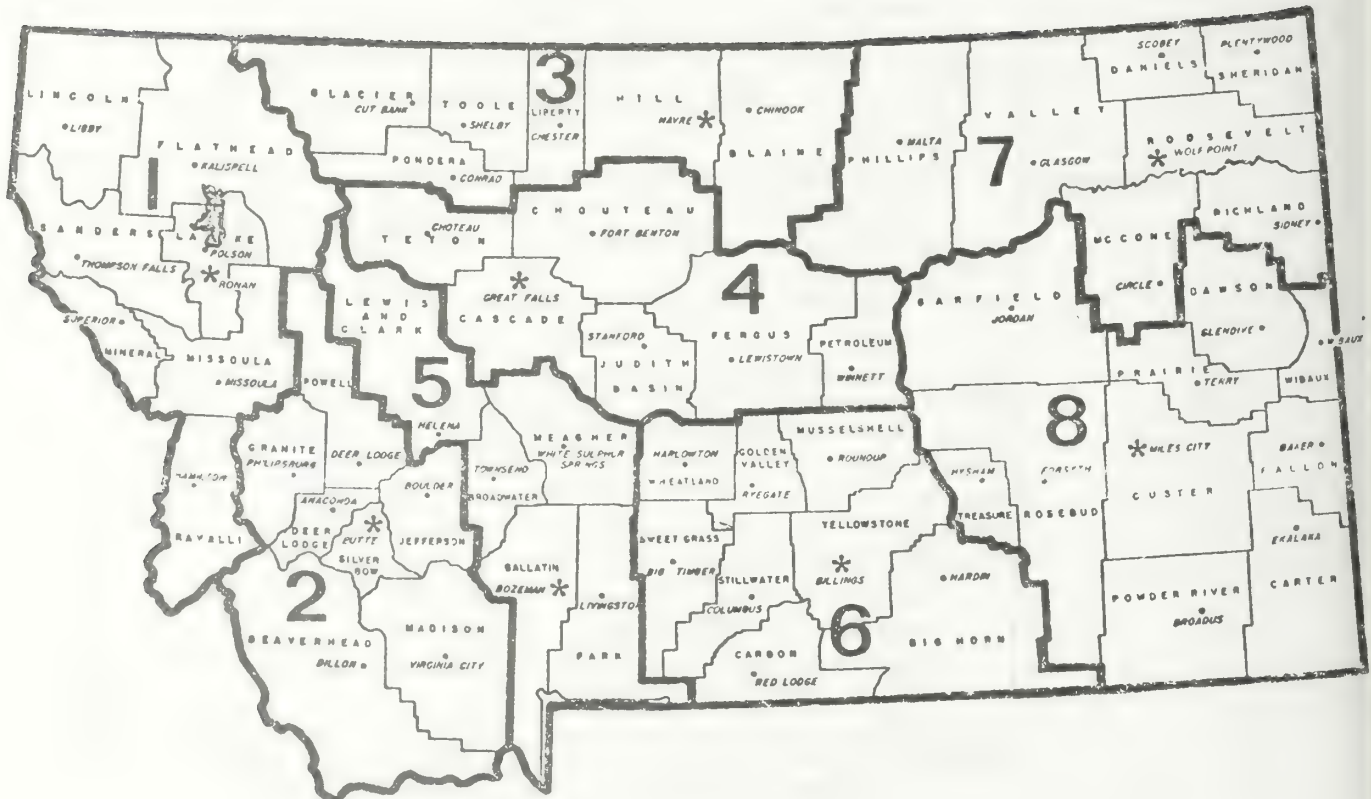 LINCOLN
LIBBY
FLATHEAD
KALISPELL
1
SANDERS
THOMPSON FALLS
LAKE
POLSON
RONAN
SUPERIOR
MINERAL
MISSOULA
MISSOULA
HAMILTON
RAVALLI
GLACIER
CUT BANK
TOOLE
SHELBY
PONDERA
CONRAD
3
LIBERTY
CHESTER
HILL
HAVRE
CHINOOK
BLAINE
TETON
CHOTEAU
CHOUTEAU
FORT BENTON
GREAT FALLS
CASCADE
4
STANFORD
JUDITH
BASIN
FERGUS
LEWISTOWN
PETROLEUM
WINNETT
MALTA
PHILLIPS
VALLEY
7
GLASGOW
SCOBEY
DANIELS
PLENTYWOOD
SHERIDAN
ROOSEVELT
WOLF POINT
RICHLAND
SIDNEY
MCCONE
CIRCLE
DAWSON
GLENDIVE
GARFIELD
JORDAN
PRAIRIE
TERRY
WIBAUX
WIBAUX
8
MILES CITY
CUSTER
BAKER
FALLON
HYSHAM
TREASURE
FORSYTH
ROSEBUD
EKALAKA
CARTER
POWDER RIVER
BROADUS
LEWIS
AND
CLARK
5
HELENA
POWELL
DEER LODGE
GRANITE
PHILIPSBURG
ANACONDA
DEER
LODGE
BUTTE
SILVER
BOW
BOULDER
JEFFERSON
2
BEAVERHEAD
DILLON
MADISON
VIRGINIA CITY
TOWNSEND
BROADWATER
MEAGHER
WHITE SULPHUR
SPRINGS
GALLATIN
BOZEMAN
LIVINGSTON
PARK
HARLOWTON
WHEATLAND
GOLDEN
VALLEY
RYEGATE
MUSSELSHELL
ROUNDUP
SWEET GRASS
BIG TIMBER
STILLWATER
COLUMBUS
YELLOWSTONE
BILLINGS
6
CARBON
RED LODGE
HARDIN
BIG HORN